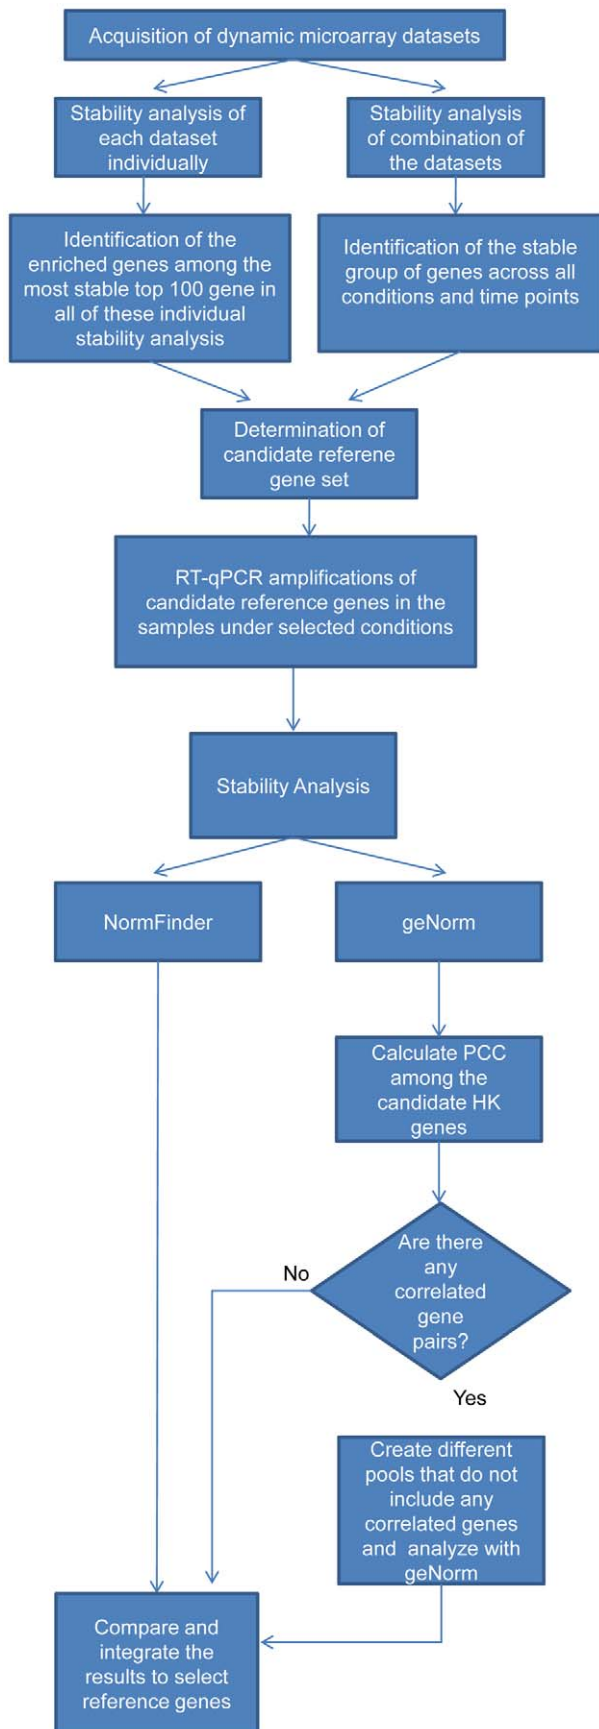 Acquisition of dynamic microarray datasets
Stability analysis of
each dataset
individually
Stability analysis
of combination of
the datasets
Identification of the
enriched genes among the
most stable top 100 gene in
all of these individual
stability analysis
Identification of the stable
group of genes across all
conditions and time points
Determination of
candidate referene
gene set
RT-qPCR amplifications of
candidate reference genes in the
samples under selected conditions
Stability Analysis
NormFinder
geNorm
Calculate PCC
among the
candidate HK
genes
Are there
any
correlated
gene
pairs?
No
Yes
Create different
pools that do not
include any
correlated genes
and analyze with
geNorm
Compare and
integrate the
results to select
reference genes